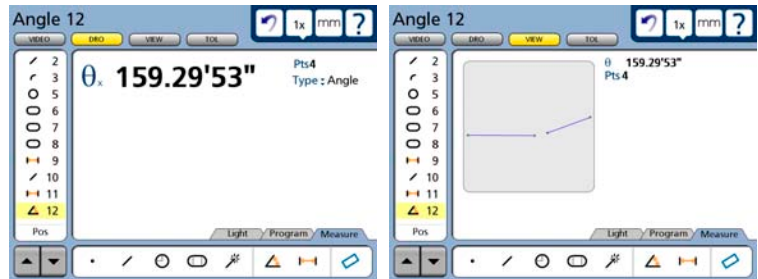 Angle 12
1x mm ?
VIDEO DRO VIEW TOL
2
3
5
6
7
8
9
10
11
12
Pos
θx 159.29'53"
Pts4
Type : Angle
Light Program Measure
Angle 12
1x mm ?
VIDEO DRO VIEW TOL
2
3
5
6
7
8
9
10
11
12
Pos
θ 159.29'53"
Pts 4
Light Program Measure